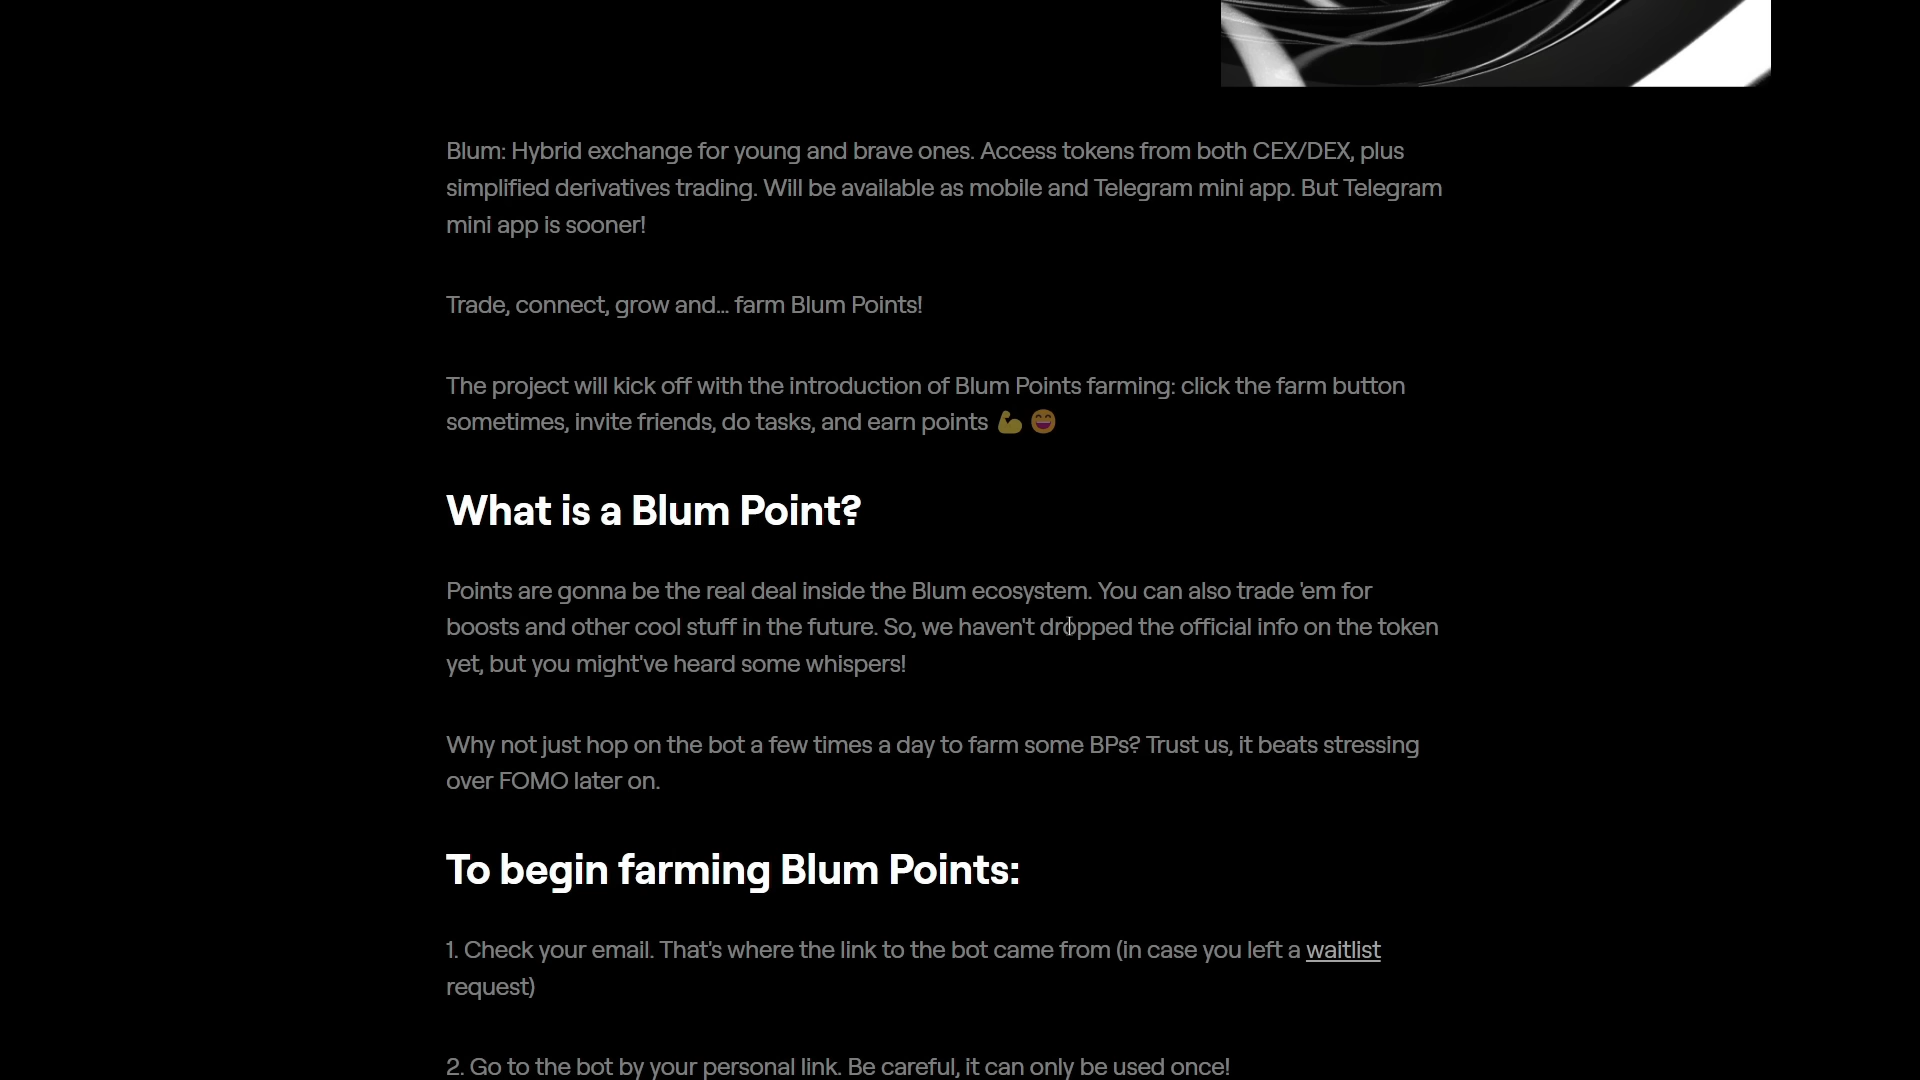 Blum: Hybrid exchange for young and brave ones. Access tokens from both CEX/DEX, plus
simplified derivatives trading. Will be available as mobile and Telegram mini app. But Telegram
mini app is sooner!
Trade, connect, grow and... farm Blum Points!
The project will kick off with the introduction of Blum Points farming: click the farm button
sometimes, invite friends, do tasks, and earn points 💪 😄
What is a Blum Point?
Points are gonna be the real deal inside the Blum ecosystem. You can also trade 'em for
boosts and other cool stuff in the future. So, we haven't dropped the official info on the token
yet, but you might've heard some whispers!
Why not just hop on the bot a few times a day to farm some BPs? Trust us, it beats stressing
over FOMO later on.
To begin farming Blum Points:
1. Check your email. That's where the link to the bot came from (in case you left a waitlist
request)
2. Go to the bot by your personal link. Be careful, it can only be used once!